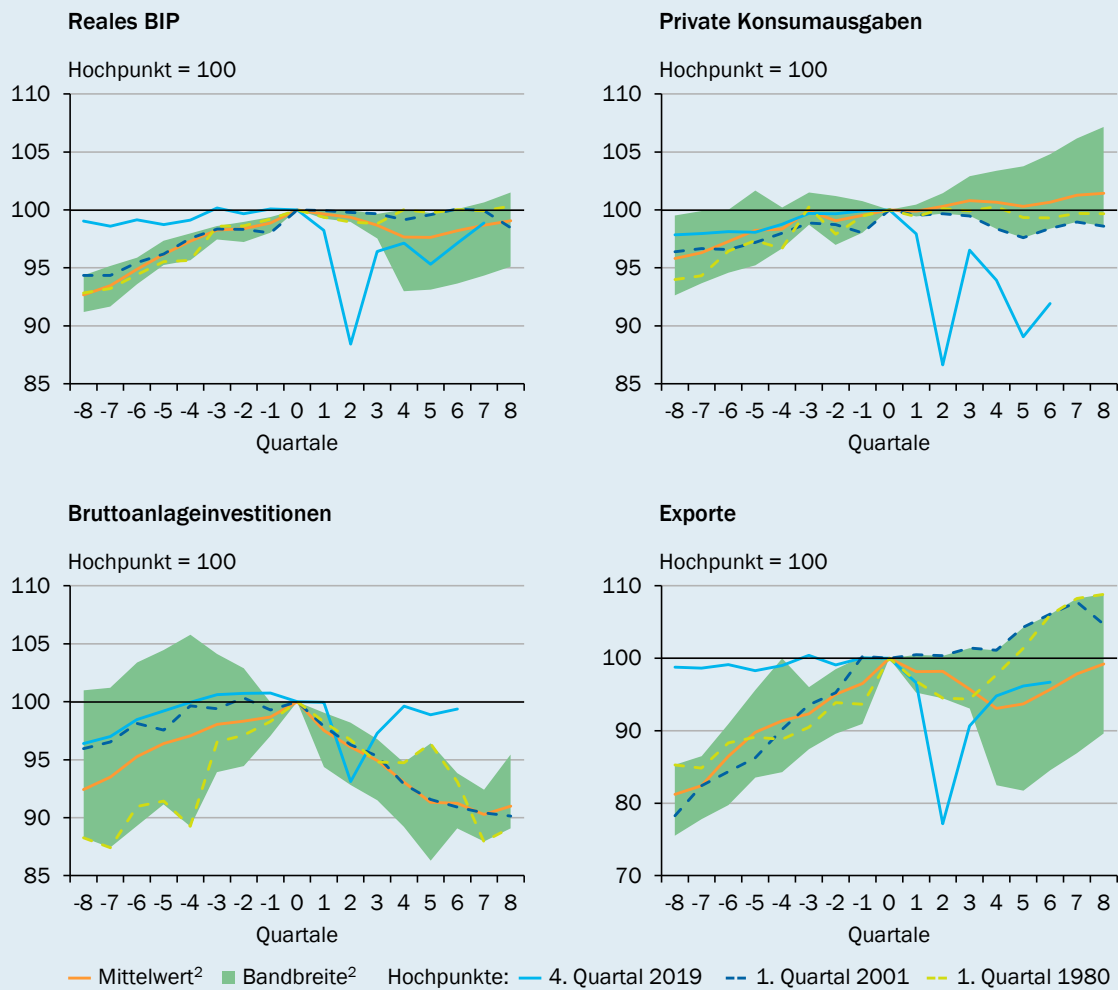 Reales BIP
Hochpunkt = 100
110
105
100
95
90
85
-8 -7 -6 -5 -4 -3 -2 -1 0 1 2 3 4 5 6 7 8
Quartale
Private Konsumausgaben
Hochpunkt = 100
110
105
100
95
90
85
-8 -7 -6 -5 -4 -3 -2 -1 0 1 2 3 4 5 6 7 8
Quartale
Bruttoanlageinvestitionen
Hochpunkt = 100
110
105
100
95
90
85
-8 -7 -6 -5 -4 -3 -2 -1 0 1 2 3 4 5 6 7 8
Quartale
Exporte
Hochpunkt = 100
110
100
90
80
70
-8 -7 -6 -5 -4 -3 -2 -1 0 1 2 3 4 5 6 7 8
Quartale
Mittelwert² Bandbreite² Hochpunkte: 4. Quartal 2019 1. Quartal 2001 1. Quartal 1980